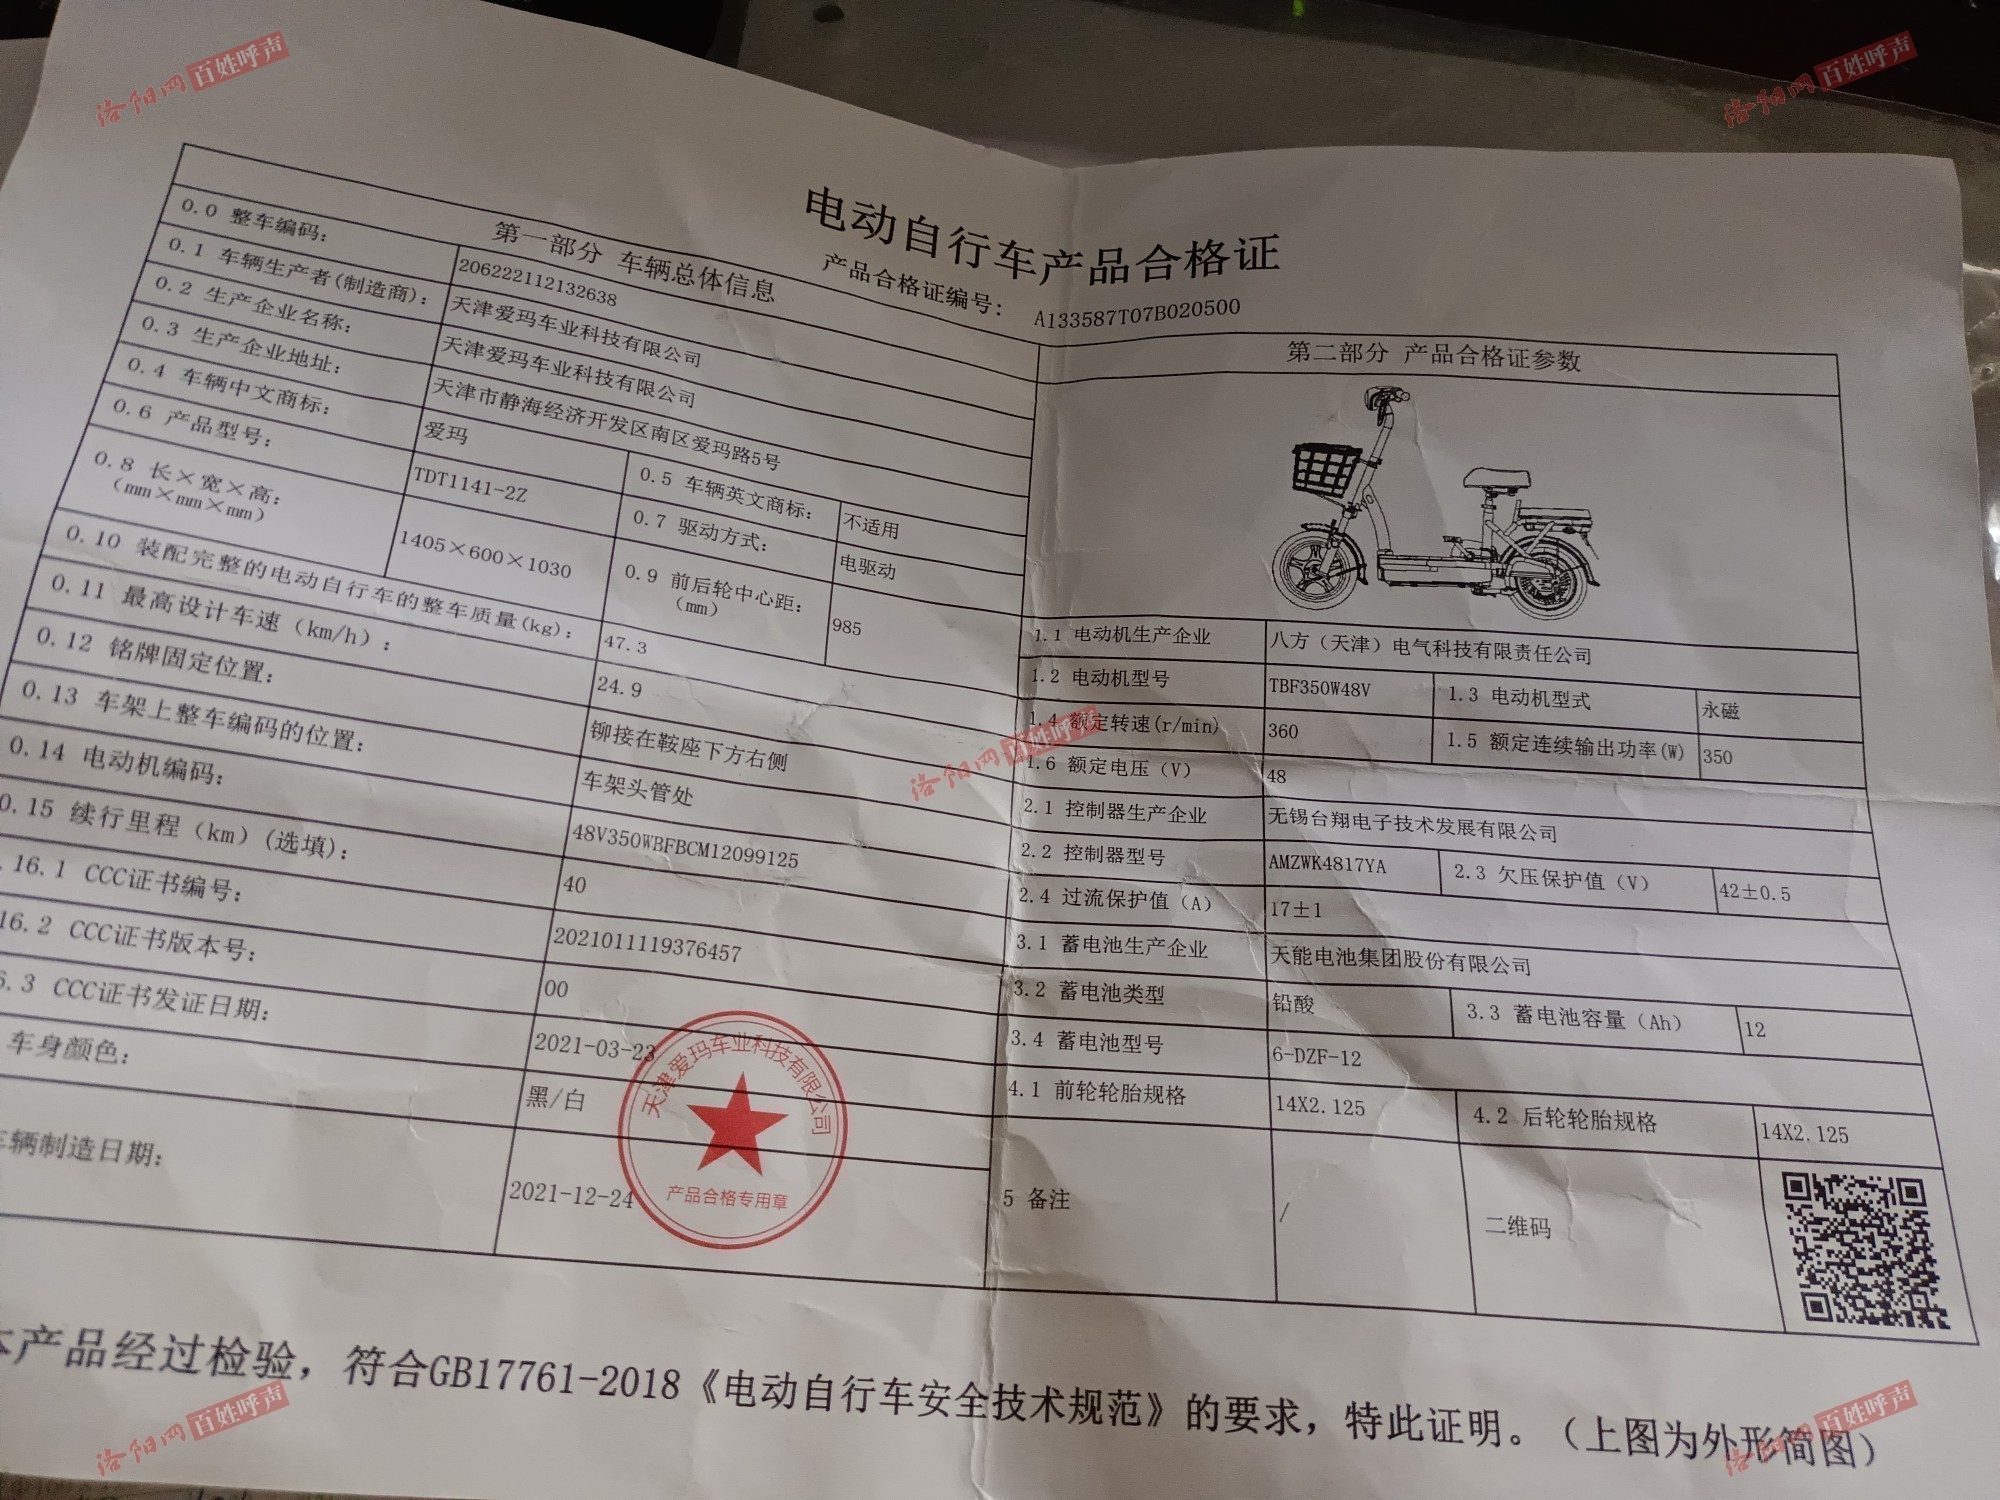 洛阳网 百姓呼声
洛阳网 百姓呼声
电动自行车产品合格证
产品合格证编号： A133587T07B020500
第一部分 车辆总体信息
0.0 整车编码： 206222112132638
0.1 车辆生产者(制造商)： 天津爱玛车业科技有限公司
0.2 生产企业名称： 天津爱玛车业科技有限公司
0.3 生产企业地址： 天津市静海经济开发区南区爱玛路5号
0.4 车辆中文商标： 爱玛 0.5 车辆英文商标： 不适用
0.6 产品型号： TDT1141-2Z 0.7 驱动方式： 电驱动
0.8 长×宽×高： 1405×600×1030 0.9 前后轮中心距： 985
(mm×mm×mm) (mm)
0.10 装配完整的电动自行车的整车质量(kg)： 47.3
0.11 最高设计车速（km/h）： 24.9
0.12 铭牌固定位置： 铆接在鞍座下方右侧
0.13 车架上整车编码的位置： 车架头管处
0.14 电动机编码： 48V350WBFBCM12099125
0.15 续行里程（km）(选填)： 40
.16.1 CCC证书编号： 2021011119376457
16.2 CCC证书版本号： 00
6.3 CCC证书发证日期： 2021-03-23
车身颜色： 黑/白
车辆制造日期： 2021-12-24
天津爱玛车业科技有限公司
产品合格专用章
第二部分 产品合格证参数
1.1 电动机生产企业 八方（天津）电气科技有限责任公司
1.2 电动机型号 TBF350W48V 1.3 电动机型式 永磁
1.4 额定转速(r/min) 360 1.5 额定连续输出功率(W) 350
1.6 额定电压（V） 48
2.1 控制器生产企业 无锡台翔电子技术发展有限公司
2.2 控制器型号 AMZWK4817YA 2.3 欠压保护值（V） 42±0.5
2.4 过流保护值（A） 17±1
3.1 蓄电池生产企业 天能电池集团股份有限公司
3.2 蓄电池类型 铅酸 3.3 蓄电池容量（Ah） 12
3.4 蓄电池型号 6-DZF-12
4.1 前轮轮胎规格 14X2.125 4.2 后轮轮胎规格 14X2.125
5 备注 / 二维码
洛阳网 百姓呼声
本产品经过检验，符合GB17761-2018《电动自行车安全技术规范》的要求，特此证明。（上图为外形简图）
洛阳网 百姓呼声
洛阳网 百姓呼声